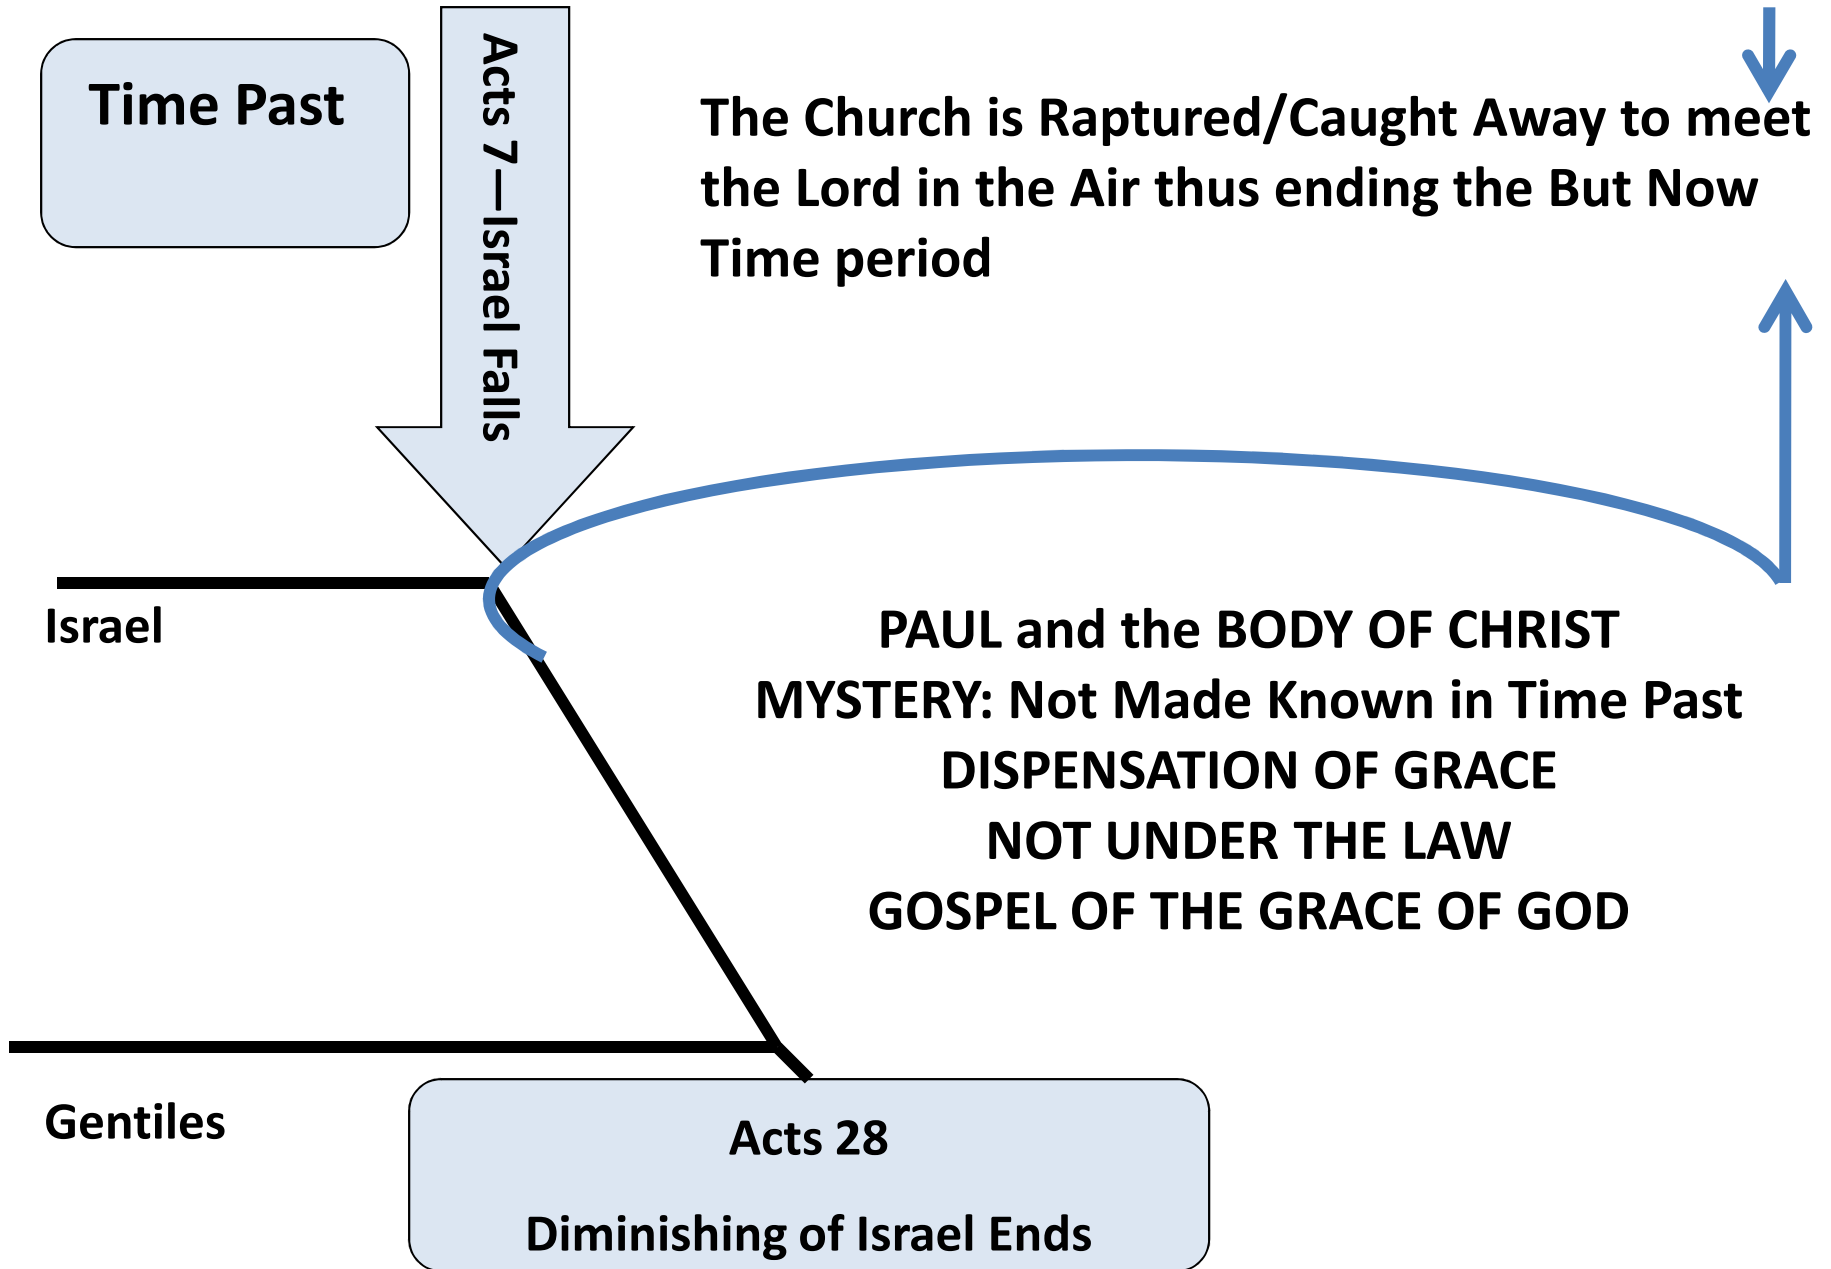 Time Past
Acts 7—Israel Falls
The Church is Raptured/Caught Away to meet
the Lord in the Air thus ending the But Now
Time period
Israel
PAUL and the BODY OF CHRIST
MYSTERY: Not Made Known in Time Past
DISPENSATION OF GRACE
NOT UNDER THE LAW
GOSPEL OF THE GRACE OF GOD
Gentiles
Acts 28
Diminishing of Israel Ends